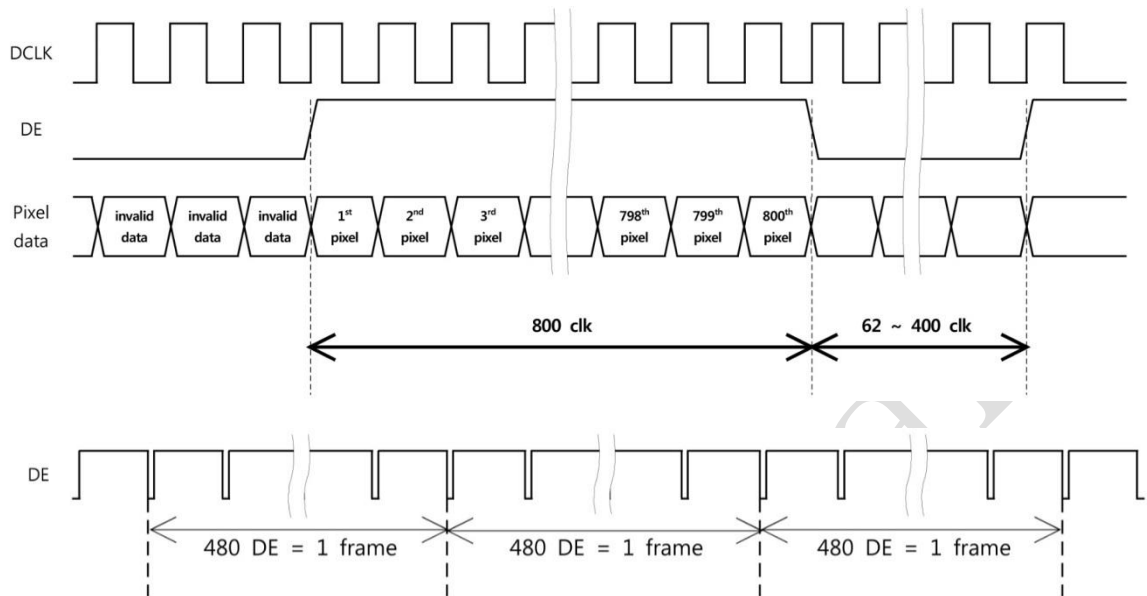 DCLK
DE
Pixel
data
invalid
data
invalid
data
invalid
data
1st
pixel
2nd
pixel
3rd
pixel
798th
pixel
799th
pixel
800th
pixel
800 clk
62 ~ 400 clk
DE
480 DE = 1 frame
480 DE = 1 frame
480 DE = 1 frame